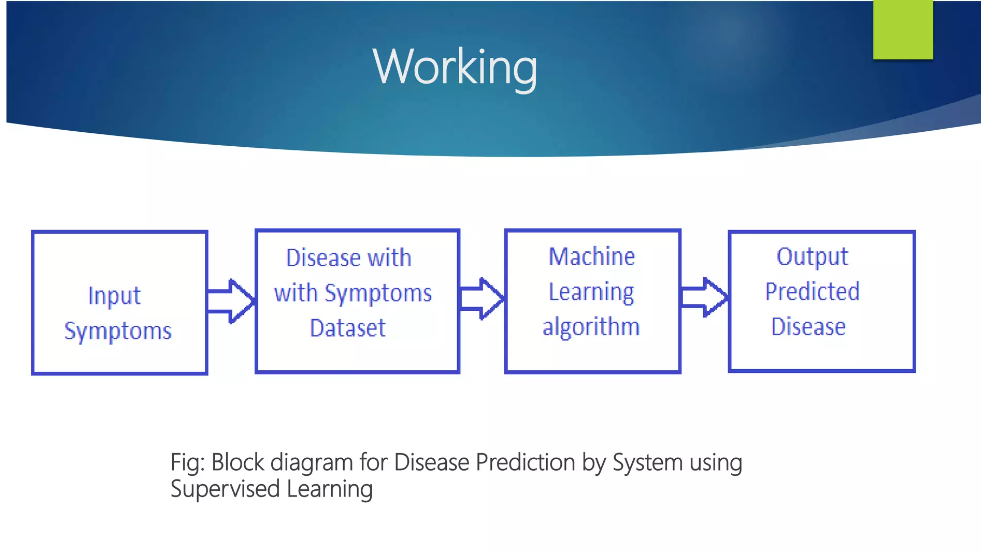 Working
Input
Symptoms
Disease with
with Symptoms
Dataset
Machine
Learning
algorithm
Output
Predicted
Disease
Fig: Block diagram for Disease Prediction by System using
Supervised Learning